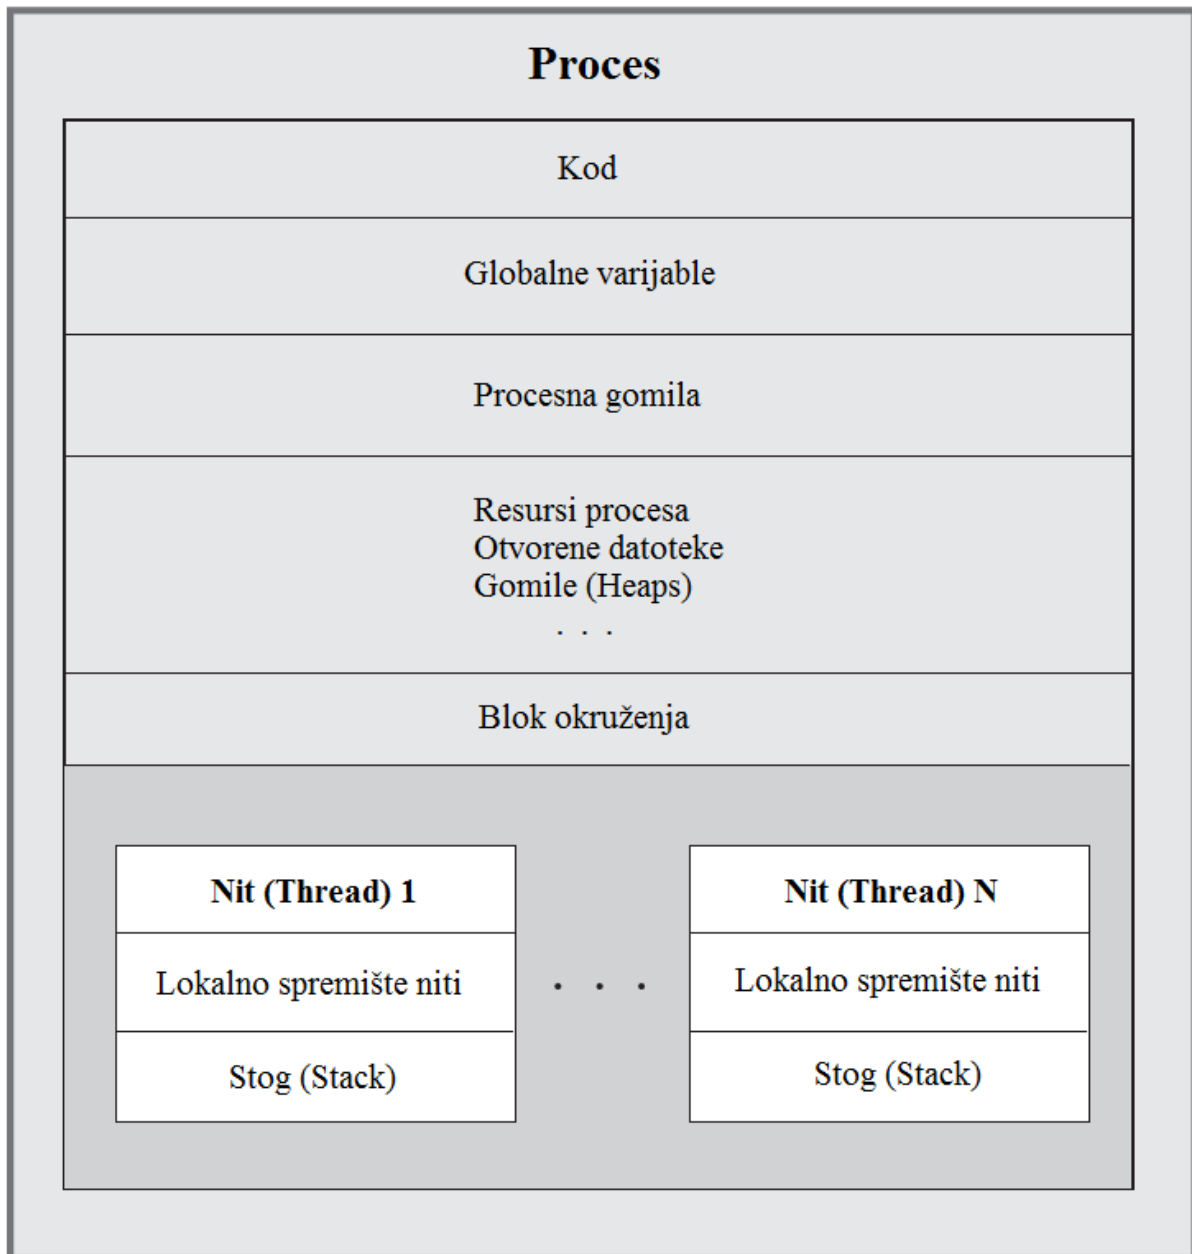 Proces
Kod
Globalne varijable
Procesna gomila
Resursi procesa
Otvorene datoteke
Gomile (Heaps)
. . .
Blok okruženja
Nit (Thread) 1
Lokalno spremište niti
Stog (Stack)
. . .
Nit (Thread) N
Lokalno spremište niti
Stog (Stack)